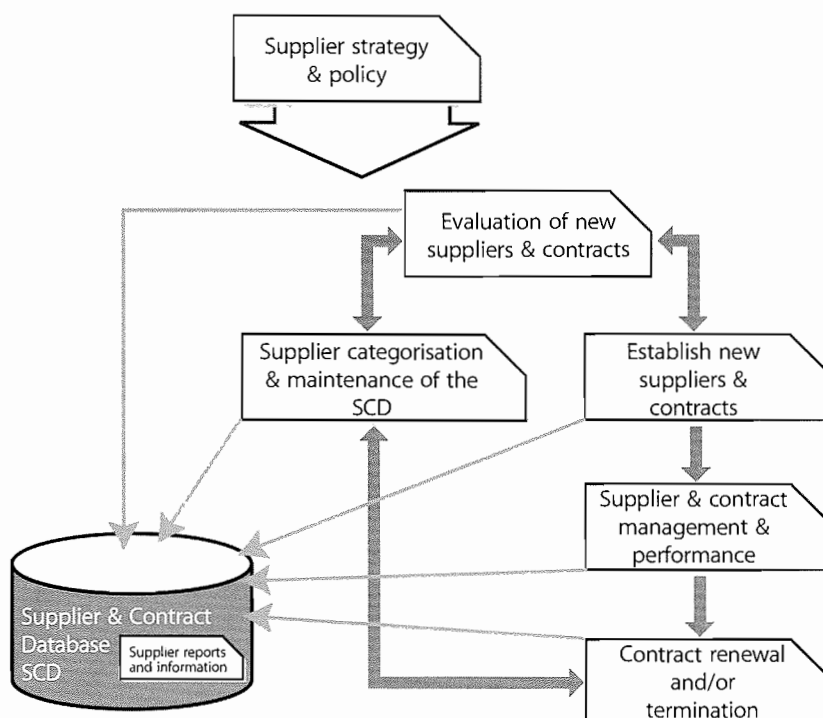 Supplier strategy
& policy
Evaluation of new
suppliers & contracts
Supplier categorisation
& maintenance of the
SCD
Establish new
suppliers &
contracts
Supplier & contract
management &
performance
Supplier & Contract
Database
SCD
Supplier reports
and information
Contract renewal
and/or
termination